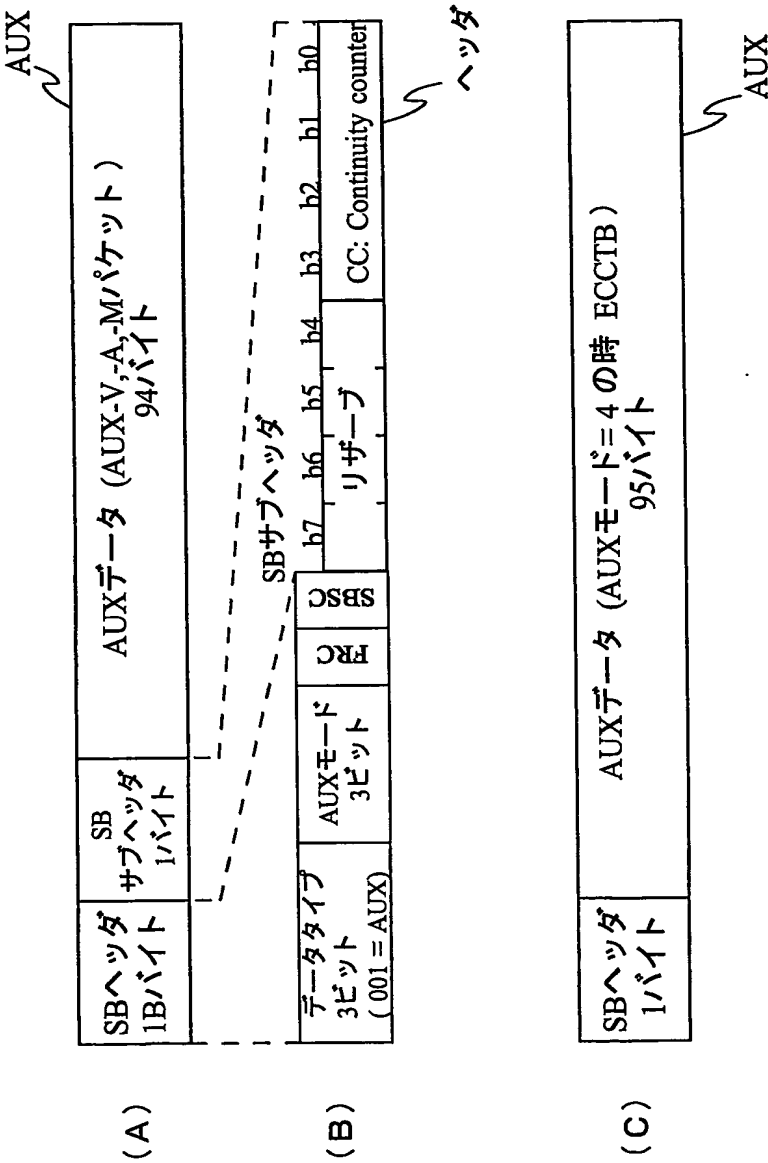 (A)
SBヘッダ
1Bバイト
SB
サブヘッダ
1バイト
AUXデータ (AUX-V,-A,-Mパケット)
94バイト
AUX
(B)
データタイプ
3ビット
(001 = AUX)
AUXモード
3ビット
FRC
SBSC
SBサブヘッダ
b7 b6 b5 b4 b3 b2 b1 b0
リザーブ
CC: Continuity counter
ヘッダ
(C)
SBヘッダ
1バイト
AUXデータ (AUXモード=4 の時 ECCTB)
95バイト
AUX